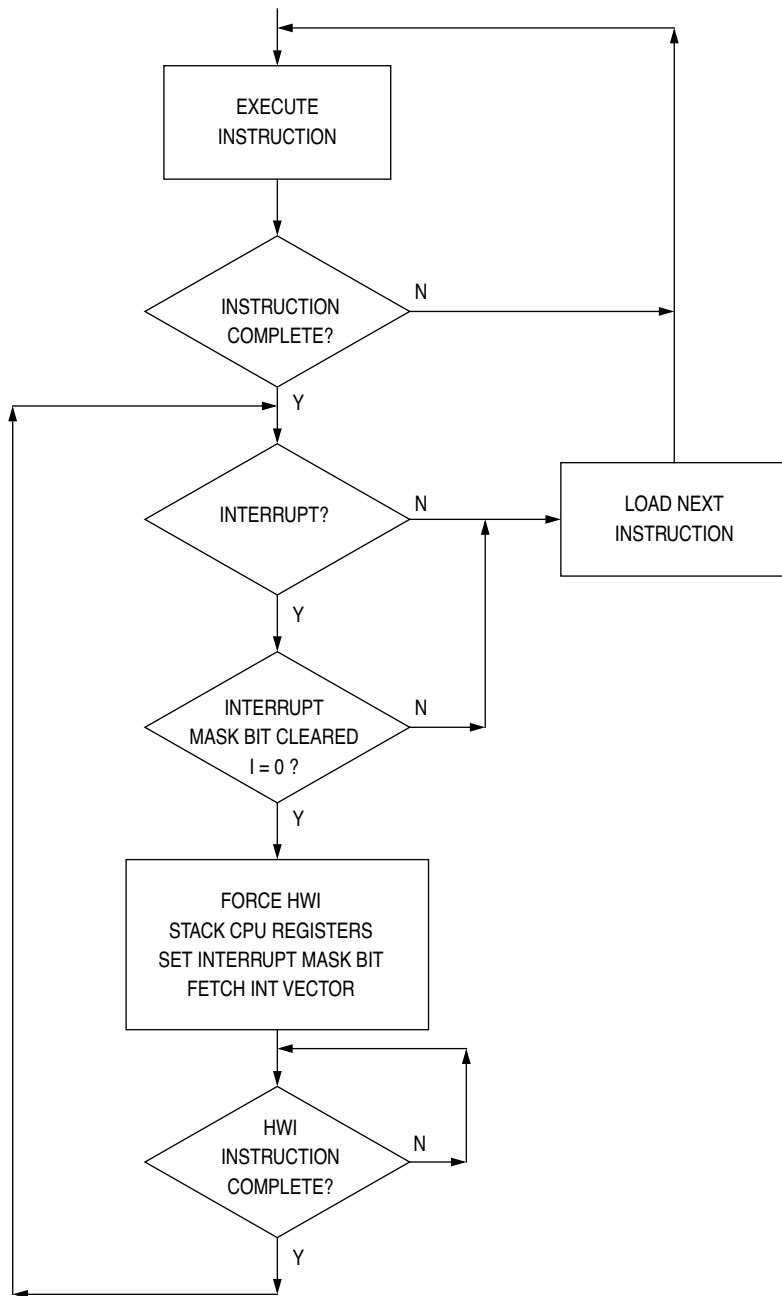 EXECUTE
INSTRUCTION
INSTRUCTION
COMPLETE?
N
Y
INTERRUPT?
N
LOAD NEXT
INSTRUCTION
Y
INTERRUPT
MASK BIT CLEARED
I = 0 ?
N
Y
FORCE HWI
STACK CPU REGISTERS
SET INTERRUPT MASK BIT
FETCH INT VECTOR
HWI
INSTRUCTION
COMPLETE?
N
Y